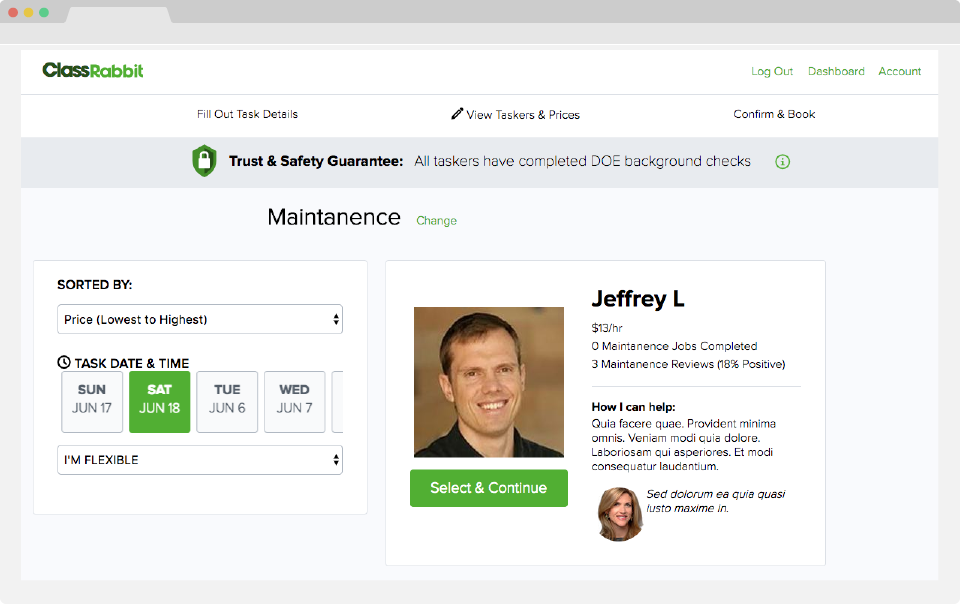 ClassRabbit
Log Out Dashboard Account
Fill Out Task Details View Taskers & Prices Confirm & Book
Trust & Safety Guarantee: All taskers have completed DOE background checks
Maintanence Change
SORTED BY:
Price (Lowest to Highest)
TASK DATE & TIME
SUN SAT TUE WED
JUN 17 JUN 18 JUN 6 JUN 7
I'M FLEXIBLE
Jeffrey L
$13/hr
0 Maintanence Jobs Completed
3 Maintanence Reviews (18% Positive)
How I can help:
Quia facere quae. Provident minima
omnis. Veniam modi quia dolore.
Laboriosam qui asperiores. Et modi
consequatur laudantium.
Select & Continue
Sed dolorum ea quia quasi
iusto maxime in.